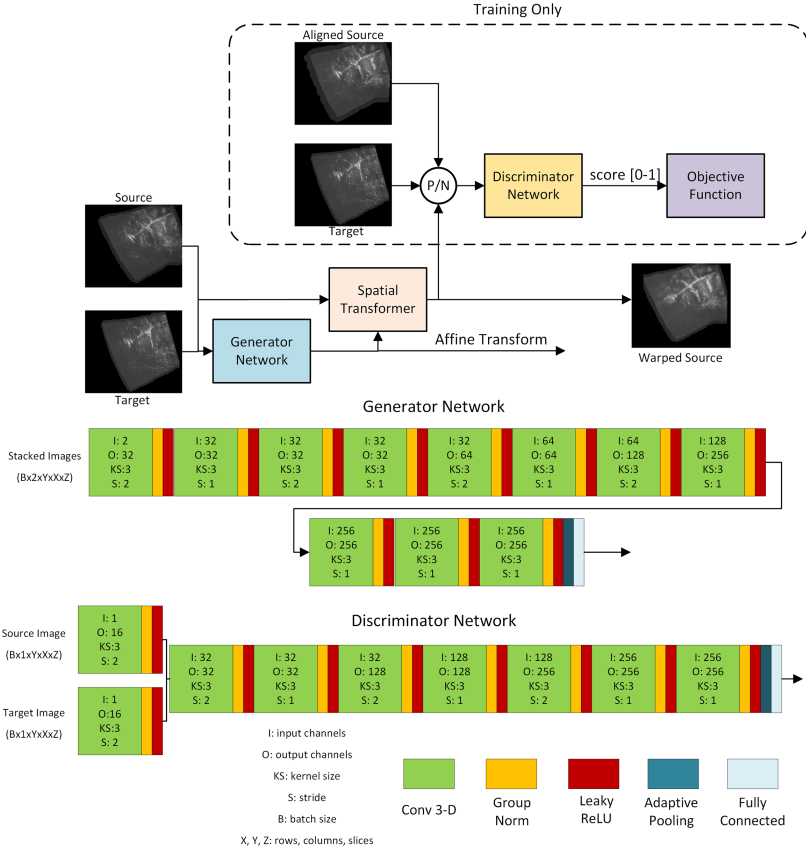 Training Only
Aligned Source
Target
P/N
Discriminator
Network
score [0-1]
Objective
Function
Source
Target
Generator
Network
Spatial
Transformer
Affine Transform
Warped Source
Generator Network
Stacked Images
(Bx2xYxXxZ)
I: 2
O: 32
KS:3
S: 2
I: 32
O:32
KS:3
S: 1
I: 32
O: 32
KS:3
S: 2
I: 32
O: 32
KS:3
S: 1
I: 32
O: 64
KS:3
S: 2
I: 64
O: 64
KS:3
S: 1
I: 64
O: 128
KS:3
S: 2
I: 128
O: 256
KS:3
S: 1
I: 256
O: 256
KS:3
S: 1
I: 256
O: 256
KS:3
S: 1
I: 256
O: 256
KS:3
S: 1
Discriminator Network
Source Image
(Bx1xYxXxZ)
I: 1
O: 16
KS:3
S: 2
Target Image
(Bx1xYxXxZ)
I: 1
O:16
KS:3
S: 2
I: 32
O: 32
KS:3
S: 2
I: 32
O: 32
KS:3
S: 1
I: 32
O: 128
KS:3
S: 2
I: 128
O: 128
KS:3
S: 1
I: 128
O: 256
KS:3
S: 2
I: 256
O: 256
KS:3
S: 1
I: 256
O: 256
KS:3
S: 1
I: input channels
O: output channels
KS: kernel size
S: stride
B: batch size
X, Y, Z: rows, columns, slices
Conv 3-D
Group
Norm
Leaky
ReLU
Adaptive
Pooling
Fully
Connected